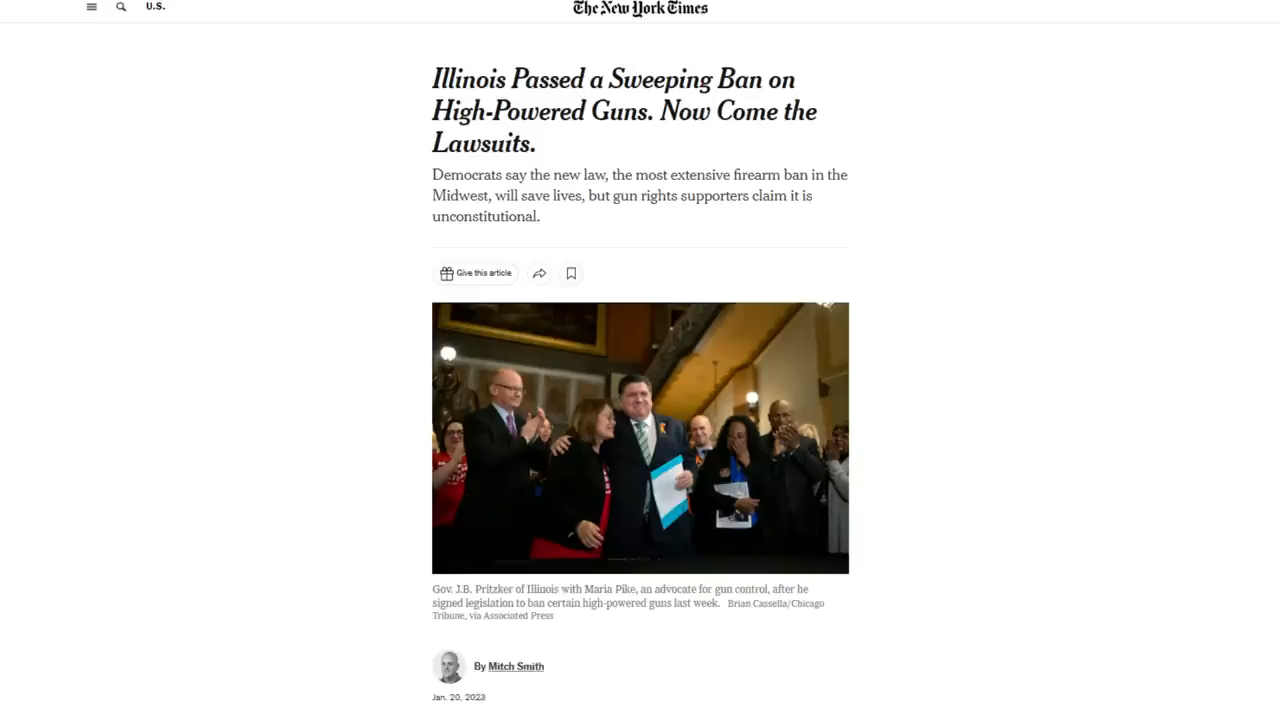 U.S.
The New York Times
Illinois Passed a Sweeping Ban on
High-Powered Guns. Now Come the
Lawsuits.
Democrats say the new law, the most extensive firearm ban in the
Midwest, will save lives, but gun rights supporters claim it is
unconstitutional.
Give this article
Gov. J.B. Pritzker of Illinois with Maria Pike, an advocate for gun control, after he
signed legislation to ban certain high-powered guns last week. Brian Cassella/Chicago
Tribune, via Associated Press
By Mitch Smith
Jan. 20, 2023